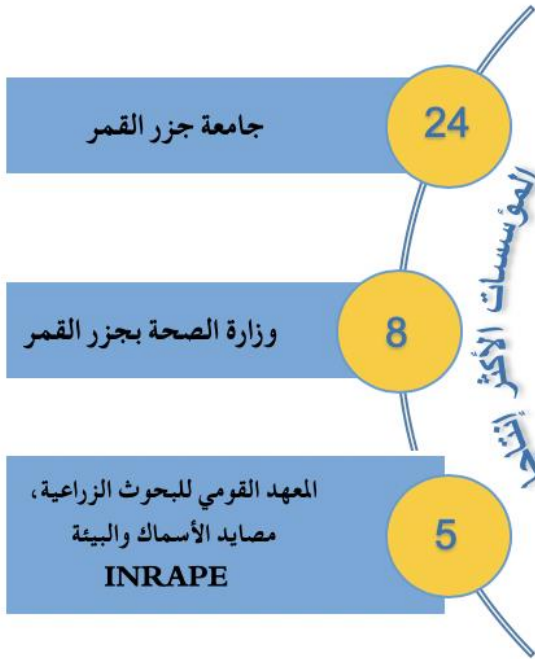 المؤسسات الأكثر
24
جامعة جزر القمر
8
وزارة الصحة بجزر القمر
5
المعهد القومي للبحوث الزراعية،
مصايد الأسماك والبيئة
INRAPE